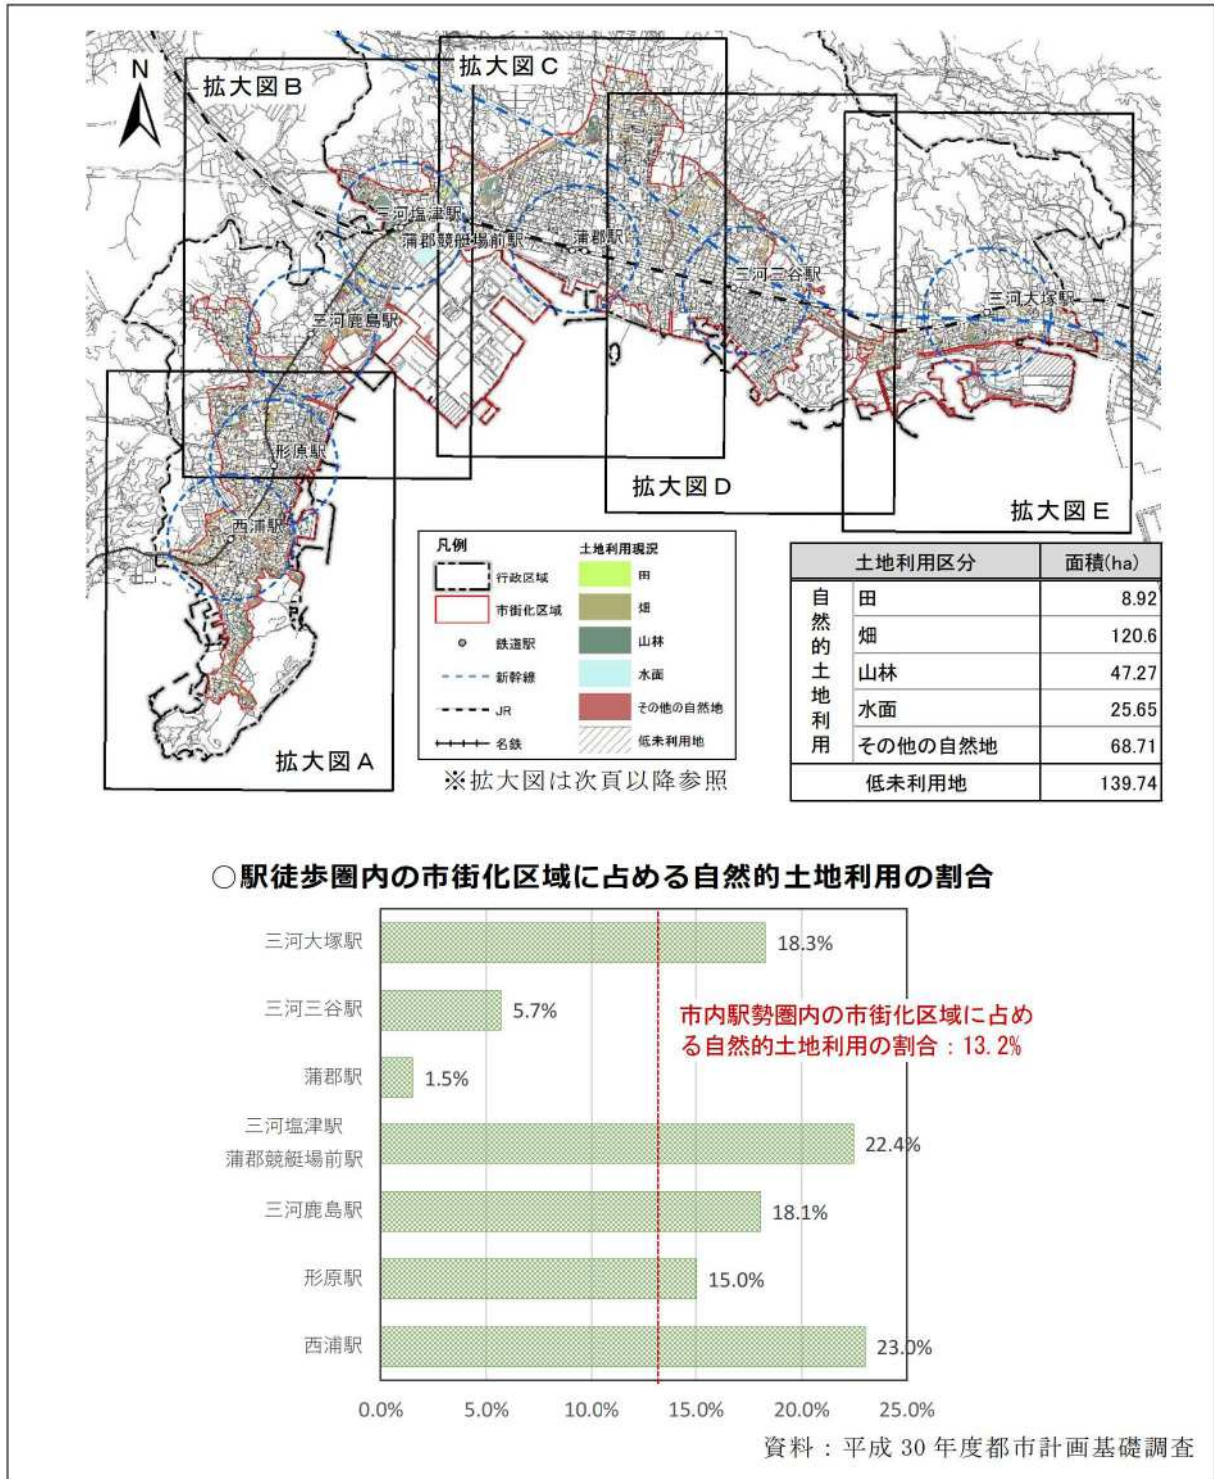 N
拡大図B
拡大図C
三河塩津駅
蒲郡競艇場前駅
蒲郡駅
三河三谷駅
三河大塚駅
三河鹿島駅
形原駅
西浦駅
拡大図D
拡大図E
拡大図A
凡例
行政区域
市街化区域
鉄道駅
新幹線
JR
名鉄
土地利用現況
田
畑
山林
水面
その他の自然地
低未利用地
※拡大図は次頁以降参照
土地利用区分 面積(ha)
自然的土地利用
田 8.92
畑 120.6
山林 47.27
水面 25.65
その他の自然地 68.71
低未利用地 139.74
○駅徒歩圏内の市街化区域に占める自然的土地利用の割合
三河大塚駅 18.3%
三河三谷駅 5.7%
蒲郡駅 1.5%
三河塩津駅
蒲郡競艇場前駅 22.4%
三河鹿島駅 18.1%
形原駅 15.0%
西浦駅 23.0%
市内駅勢圏内の市街化区域に占め
る自然的土地利用の割合：13.2%
0.0% 5.0% 10.0% 15.0% 20.0% 25.0%
資料：平成30年度都市計画基礎調査